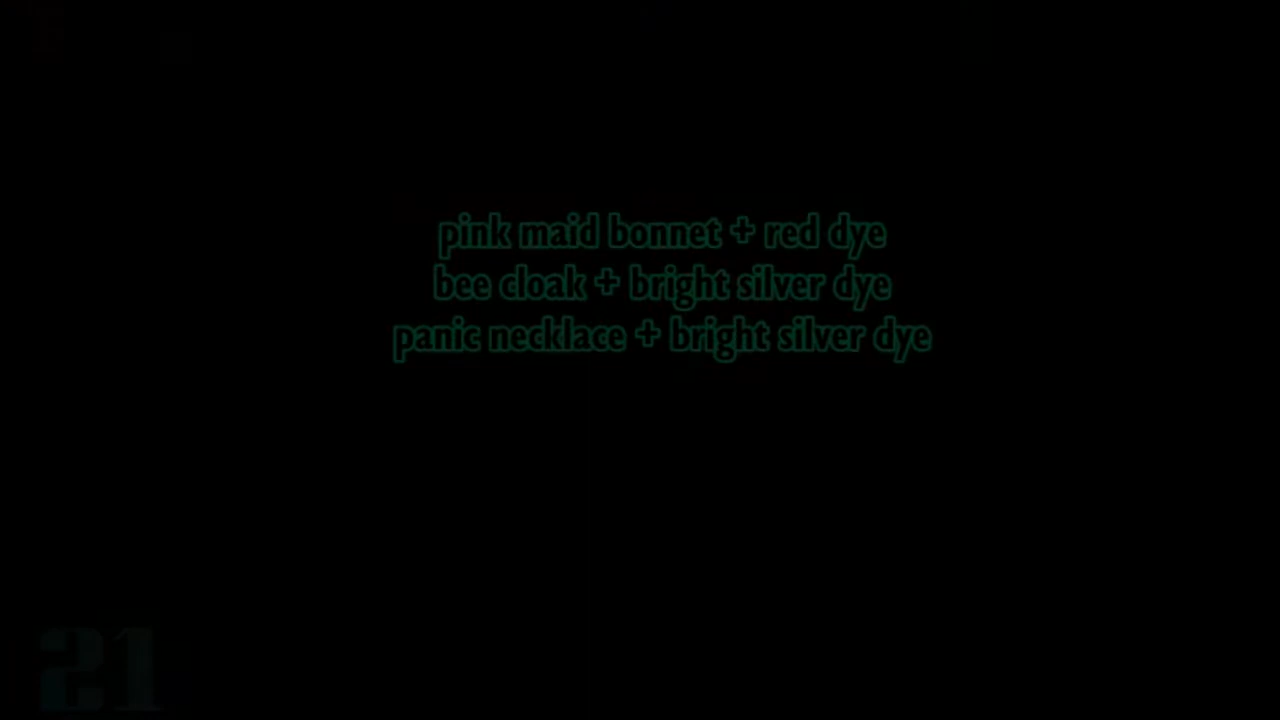 pink maid bonnet + red dye
bee cloak + bright silver dye
panic necklace + bright silver dye
21